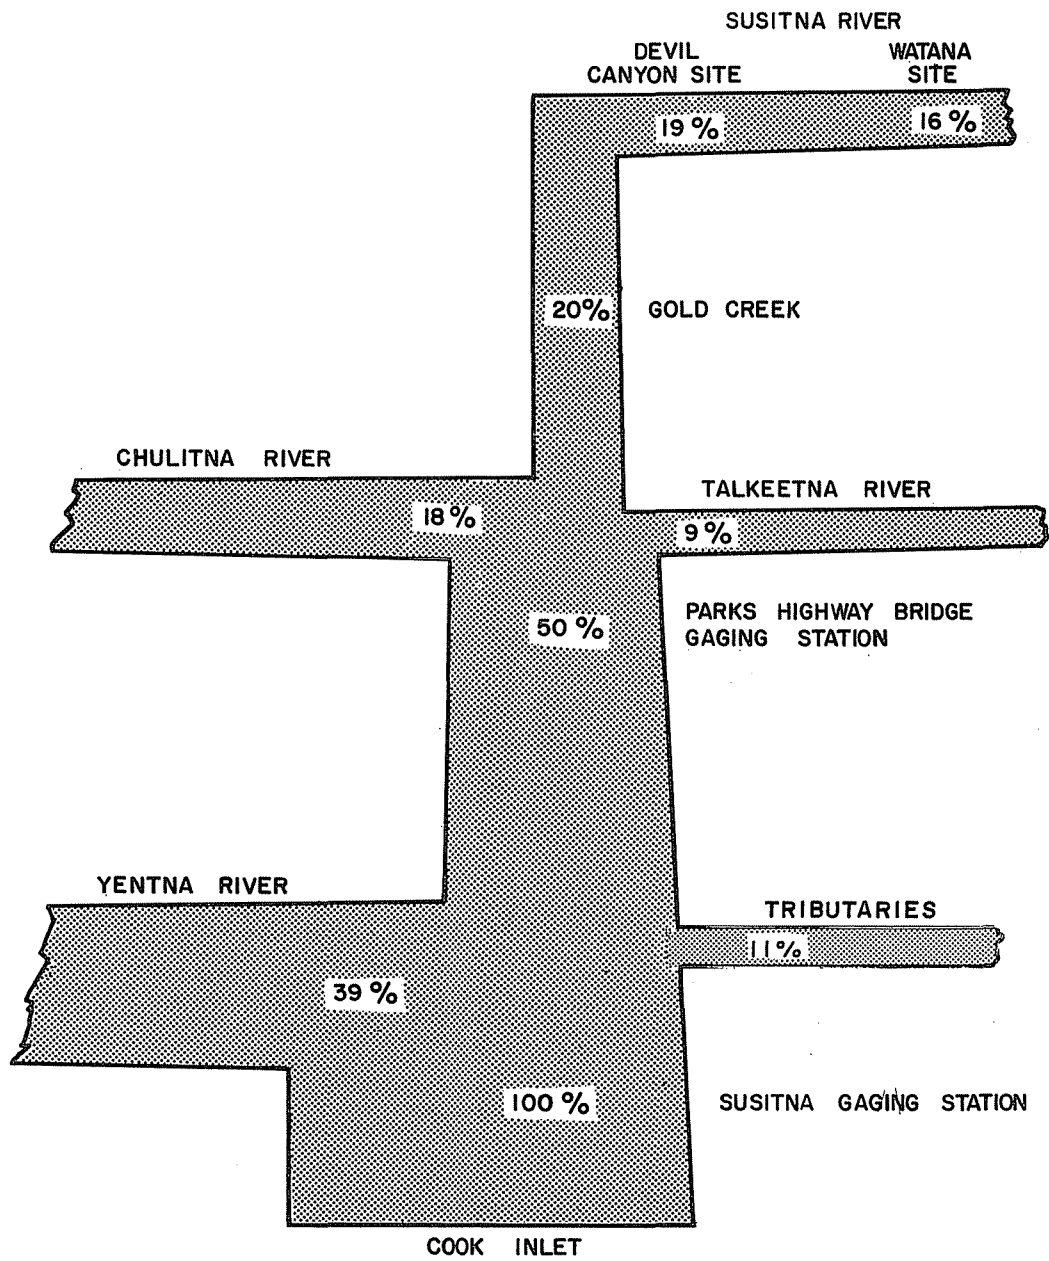 SUSITNA RIVER
DEVIL
CANYON SITE
WATANA
SITE
19 %
16 %
20%
GOLD CREEK
CHULITNA RIVER
18 %
TALKEETNA RIVER
9 %
50 %
PARKS HIGHWAY BRIDGE
GAGING STATION
YENTNA RIVER
TRIBUTARIES
11%
39 %
100 %
SUSITNA GAGING STATION
COOK INLET